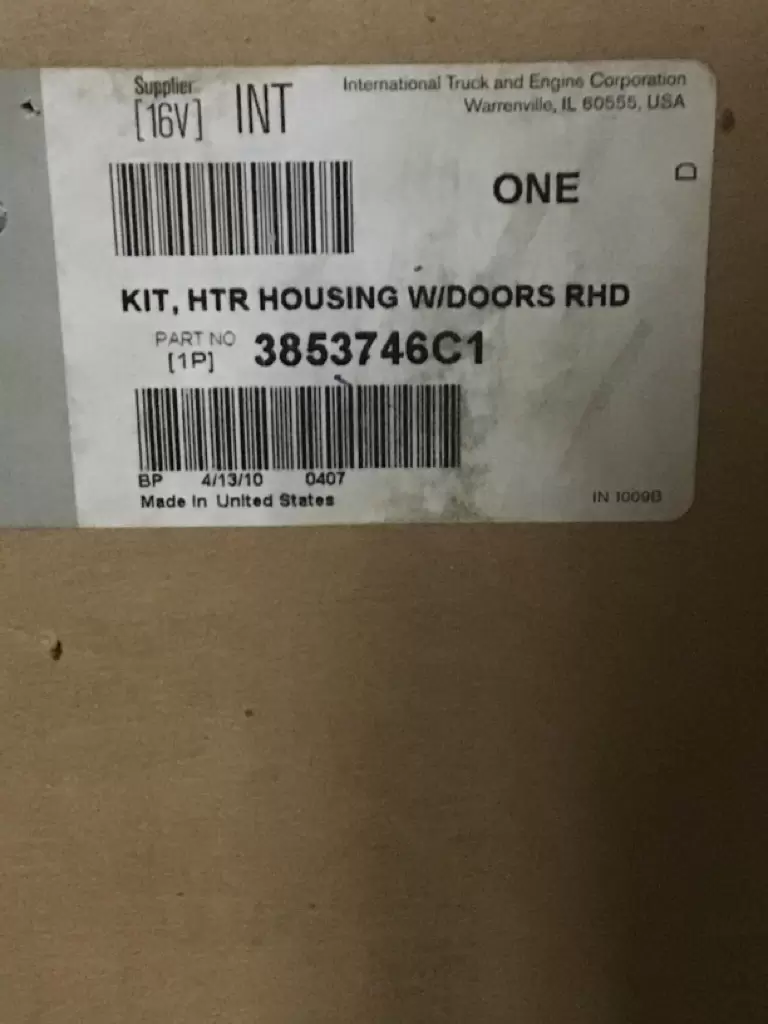 Supplier
[16V] INT
International Truck and Engine Corporation
Warrenville, IL 60555, USA
ONE
D
KIT, HTR HOUSING W/DOORS RHD
PART NO
[1P] 3853746C1
BP 4/13/10 0407
Made In United States
IN 1009B